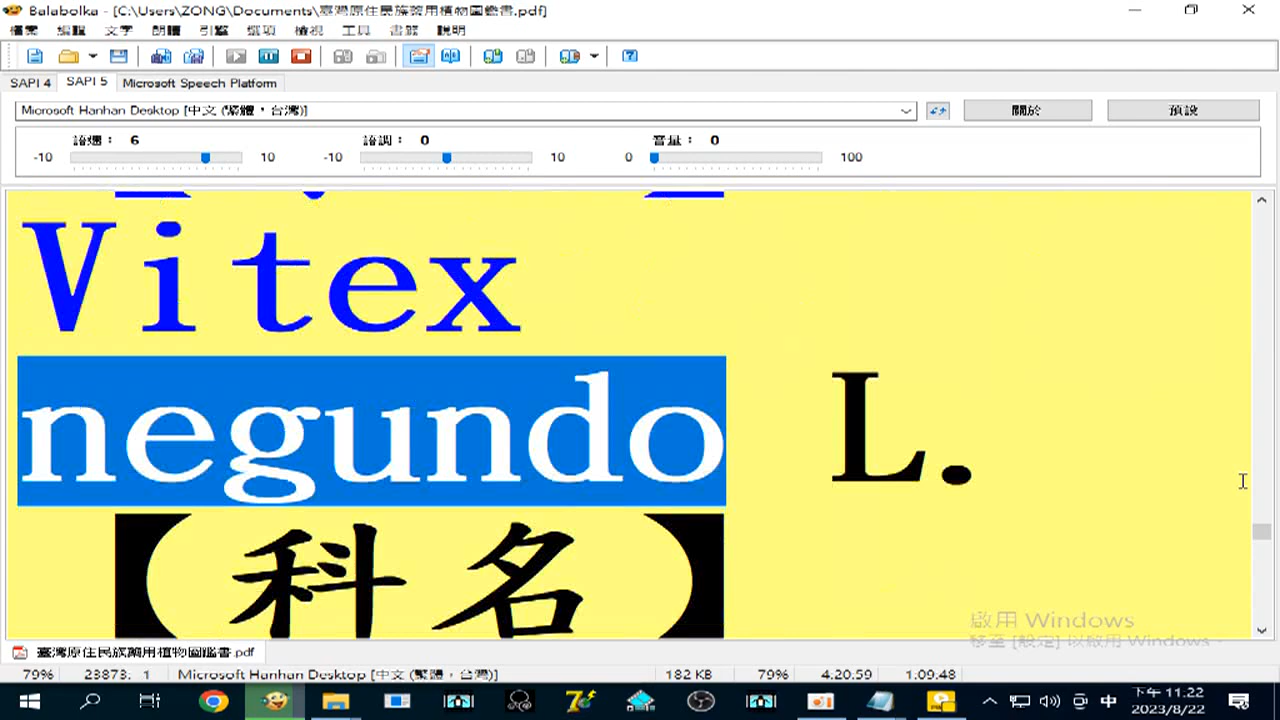 Balabolka - [C:\Users\ZONG\Documents\臺灣原住民族藥用植物圖鑑書.pdf]
檔案 編輯 文字 朗讀 引擎 選項 檢視 工具 書籤 說明
SAPI 4 SAPI 5 Microsoft Speech Platform
Microsoft Hanhan Desktop [中文 (繁體，台灣)] 關於 預設
語速： 6 語調： 0 音量： 0
-10 10 -10 10 0 100
Vitex
negundo L.
【科名
啟用 Windows
移至 [設定] 以啟用 Windows。
臺灣原住民族藥用植物圖鑑書.pdf
79% 23873: 1 Microsoft Hanhan Desktop [中文 (繁體，台灣)] 182 KB 79% 4.20.59 1.09.48
中 下午 11.22
2023/8/22